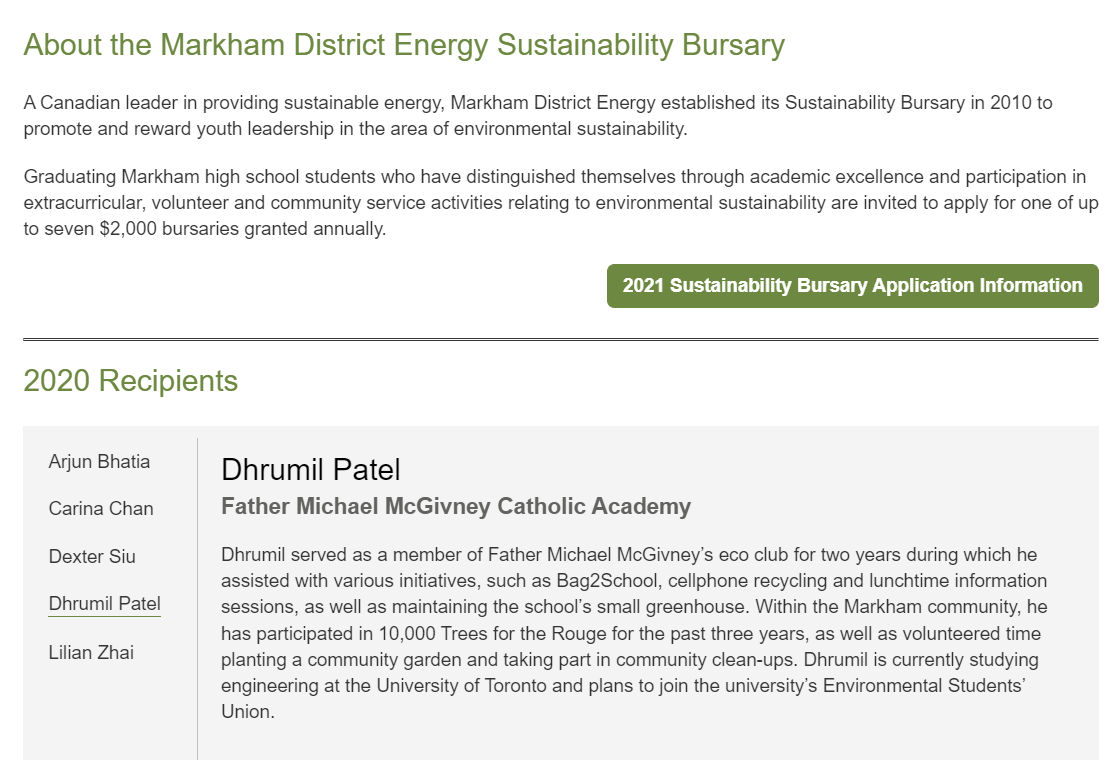 About the Markham District Energy Sustainability Bursary
A Canadian leader in providing sustainable energy, Markham District Energy established its Sustainability Bursary in 2010 to
promote and reward youth leadership in the area of environmental sustainability.
Graduating Markham high school students who have distinguished themselves through academic excellence and participation in
extracurricular, volunteer and community service activities relating to environmental sustainability are invited to apply for one of up
to seven $2,000 bursaries granted annually.
2021 Sustainability Bursary Application Information
2020 Recipients
Arjun Bhatia
Carina Chan
Dexter Siu
Dhrumil Patel
Lilian Zhai
Dhrumil Patel
Father Michael McGivney Catholic Academy
Dhrumil served as a member of Father Michael McGivney’s eco club for two years during which he
assisted with various initiatives, such as Bag2School, cellphone recycling and lunchtime information
sessions, as well as maintaining the school’s small greenhouse. Within the Markham community, he
has participated in 10,000 Trees for the Rouge for the past three years, as well as volunteered time
planting a community garden and taking part in community clean-ups. Dhrumil is currently studying
engineering at the University of Toronto and plans to join the university’s Environmental Students’
Union.